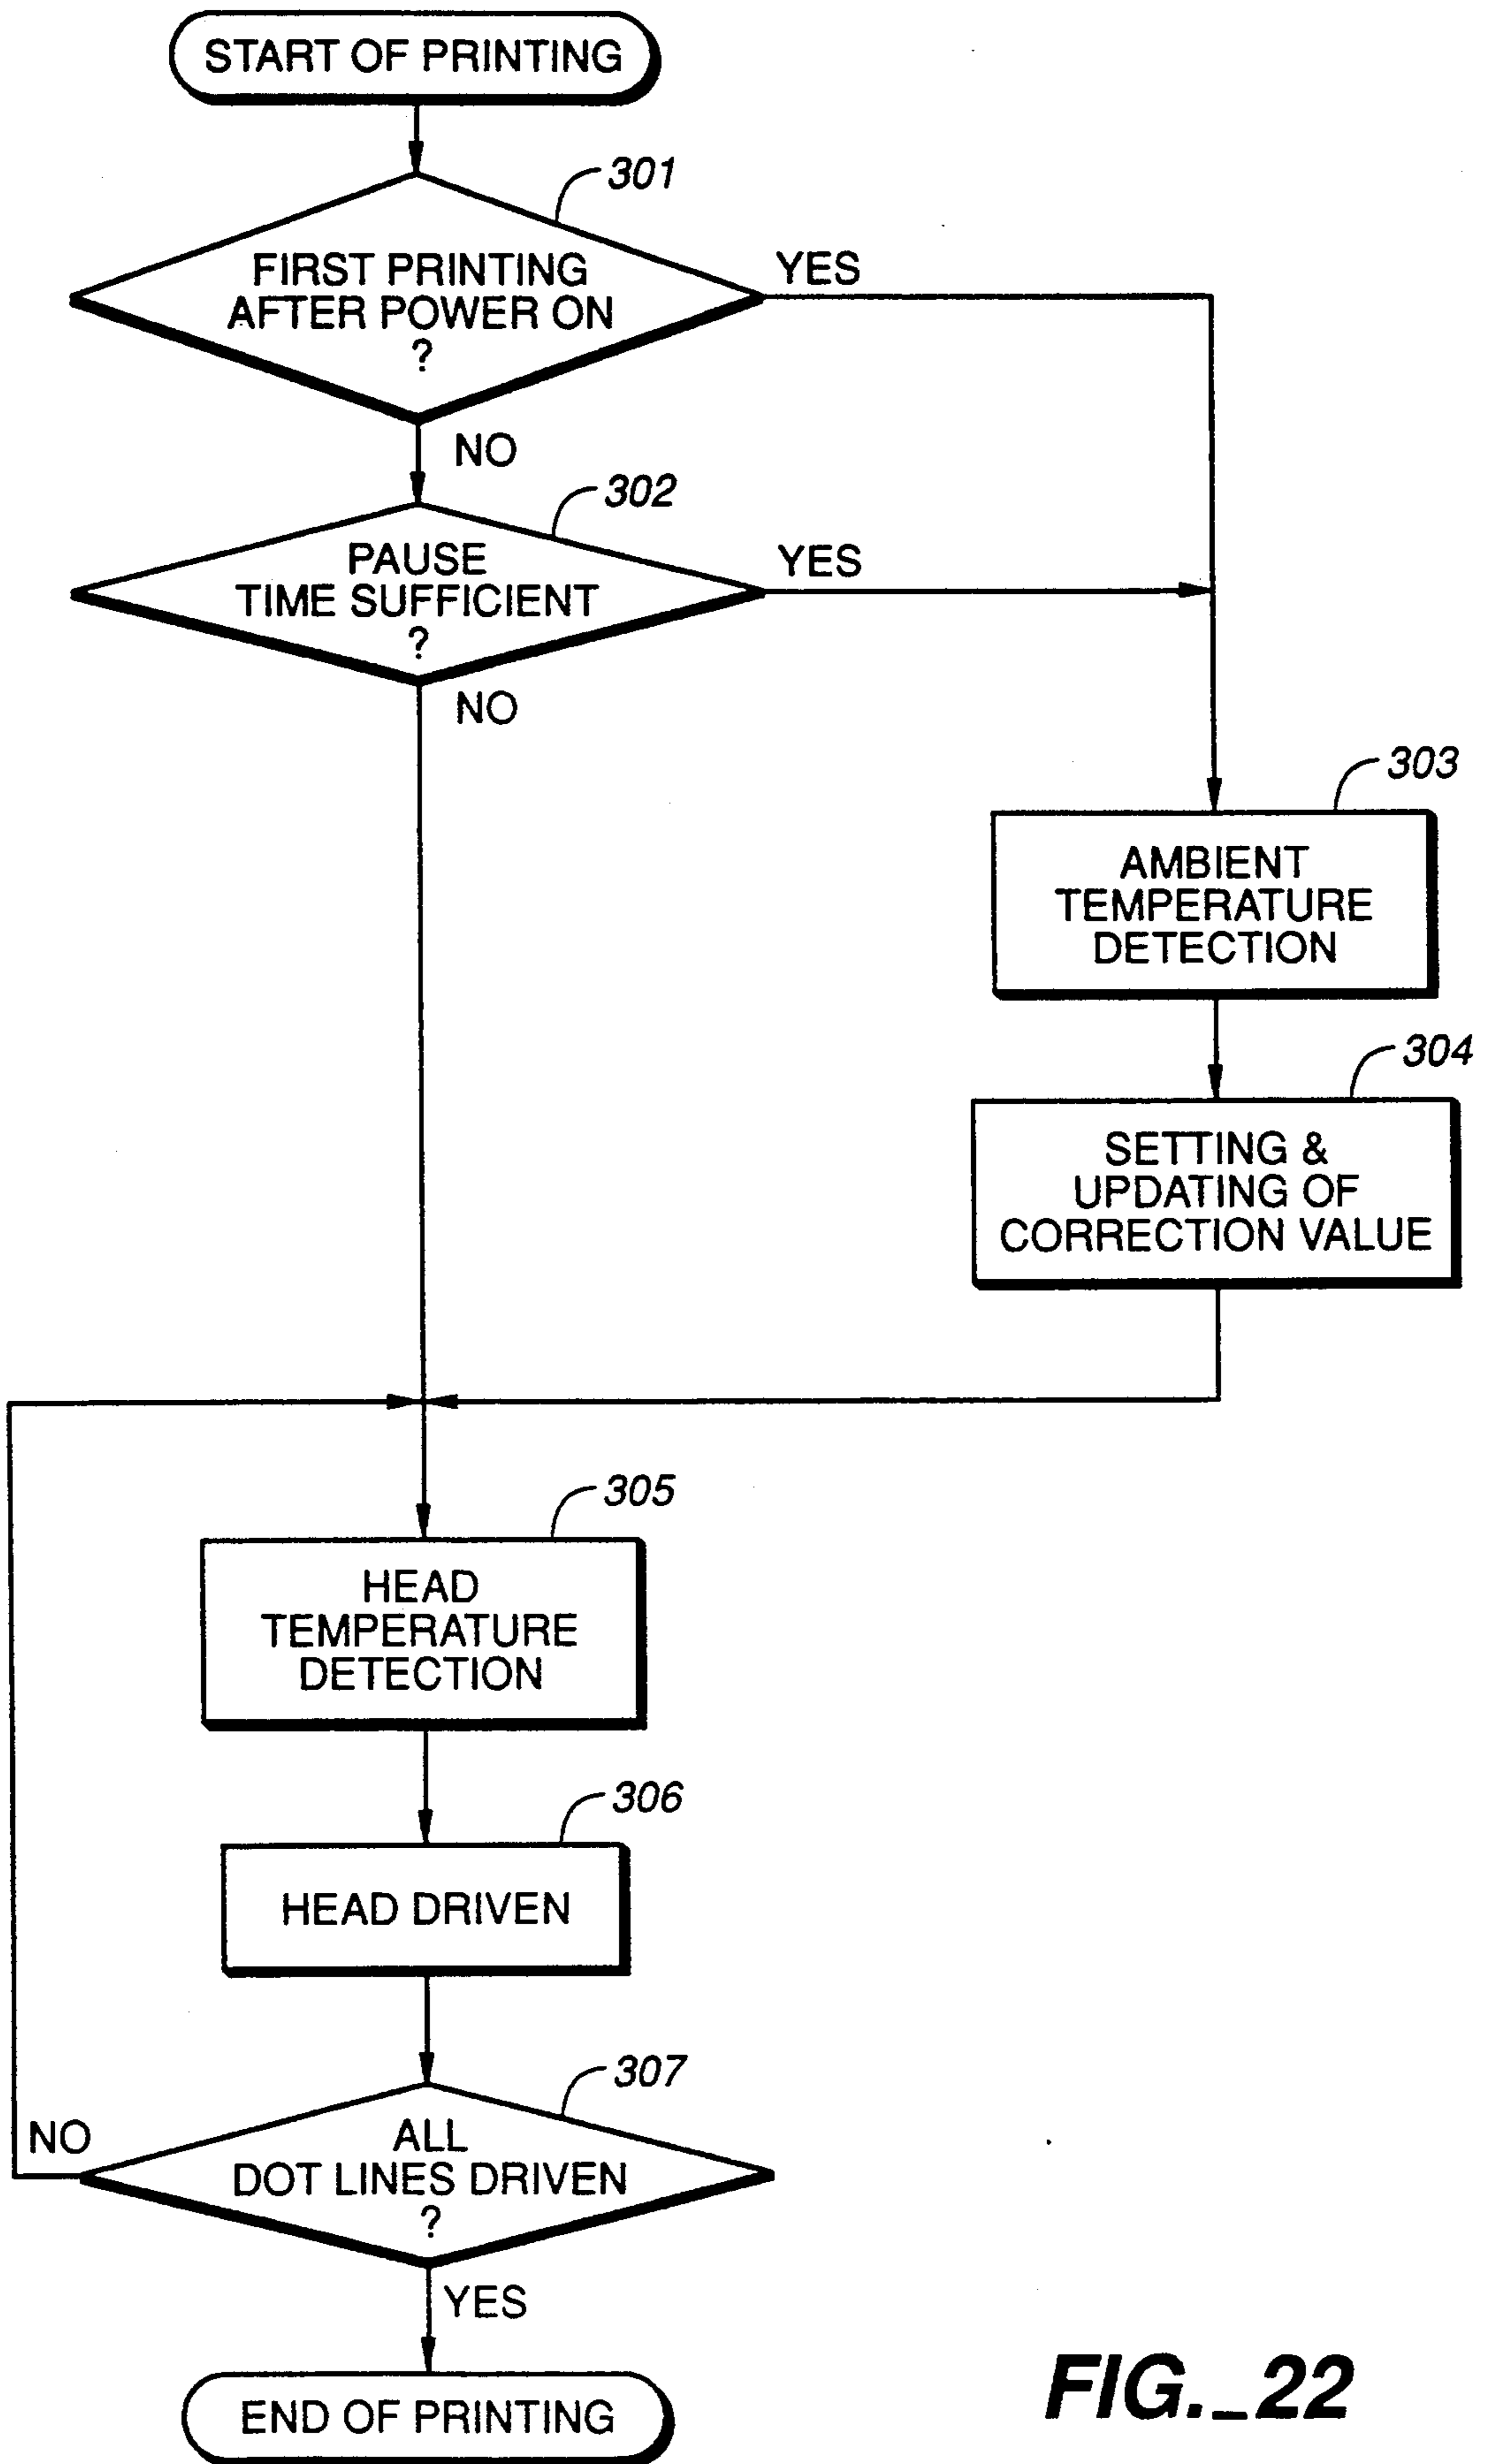 START OF PRINTING
301
FIRST PRINTING
AFTER POWER ON
?
YES
NO
302
PAUSE
TIME SUFFICIENT
?
YES
NO
303
AMBIENT
TEMPERATURE
DETECTION
304
SETTING &
UPDATING OF
CORRECTION VALUE
305
HEAD
TEMPERATURE
DETECTION
306
HEAD DRIVEN
307
ALL
DOT LINES DRIVEN
?
NO
YES
END OF PRINTING
FIG._22